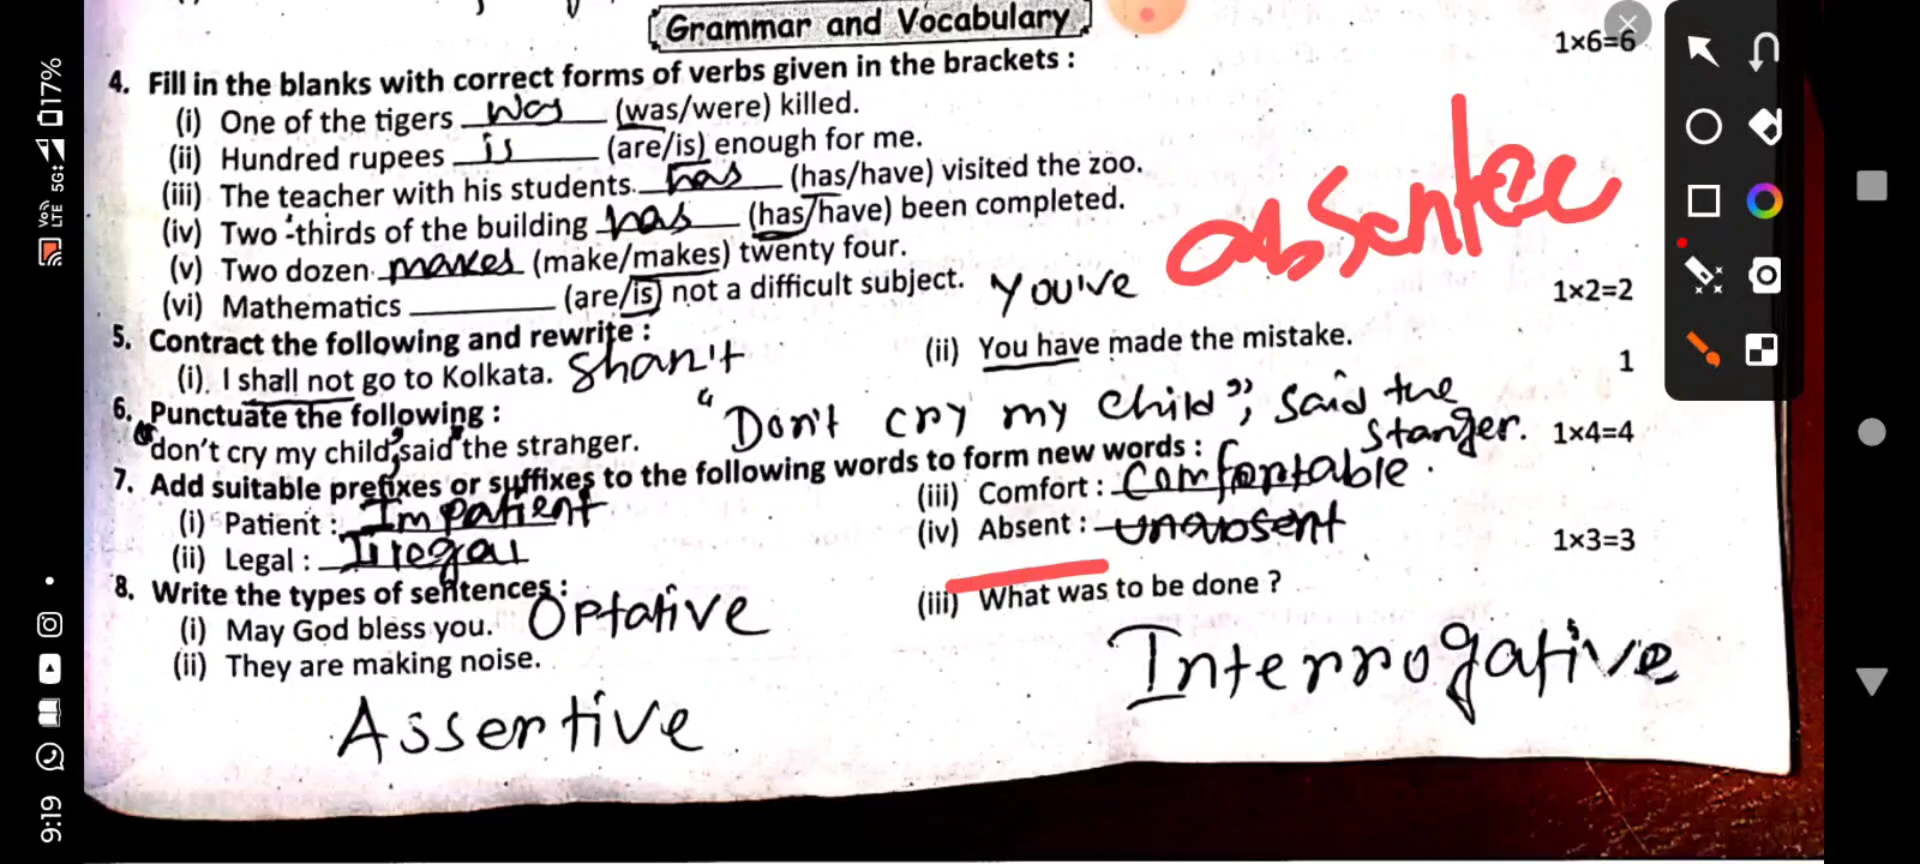 Grammar and Vocabulary
1×6=6
4. Fill in the blanks with correct forms of verbs given in the brackets :
(i) One of the tigers was (was/were) killed.
(ii) Hundred rupees is (are/is) enough for me.
(iii) The teacher with his students. has (has/have) visited the zoo.
(iv) Two-thirds of the building has (has/have) been completed.
(v) Two dozen makes (make/makes) twenty four.
(vi) Mathematics ________ (are/is) not a difficult subject.
absentee
You've
1×2=2
5. Contract the following and rewrite :
(i). I shall not go to Kolkata. Shan't
(ii) You have made the mistake.
1
6. Punctuate the following :
don't cry my child, said the stranger.
"Don't cry my child", said the
stanger.
1×4=4
7. Add suitable prefixes or suffixes to the following words to form new words :
(i) Patient : Impatient
(ii) Legal : Illegal
(iii) Comfort : Comfortable.
(iv) Absent : unabsent
1×3=3
8. Write the types of sentences :
(i) May God bless you. Optative
(ii) They are making noise.
Assertive
(iii) What was to be done ?
Interrogative
9:19
Vo))
LTE 5G
17%